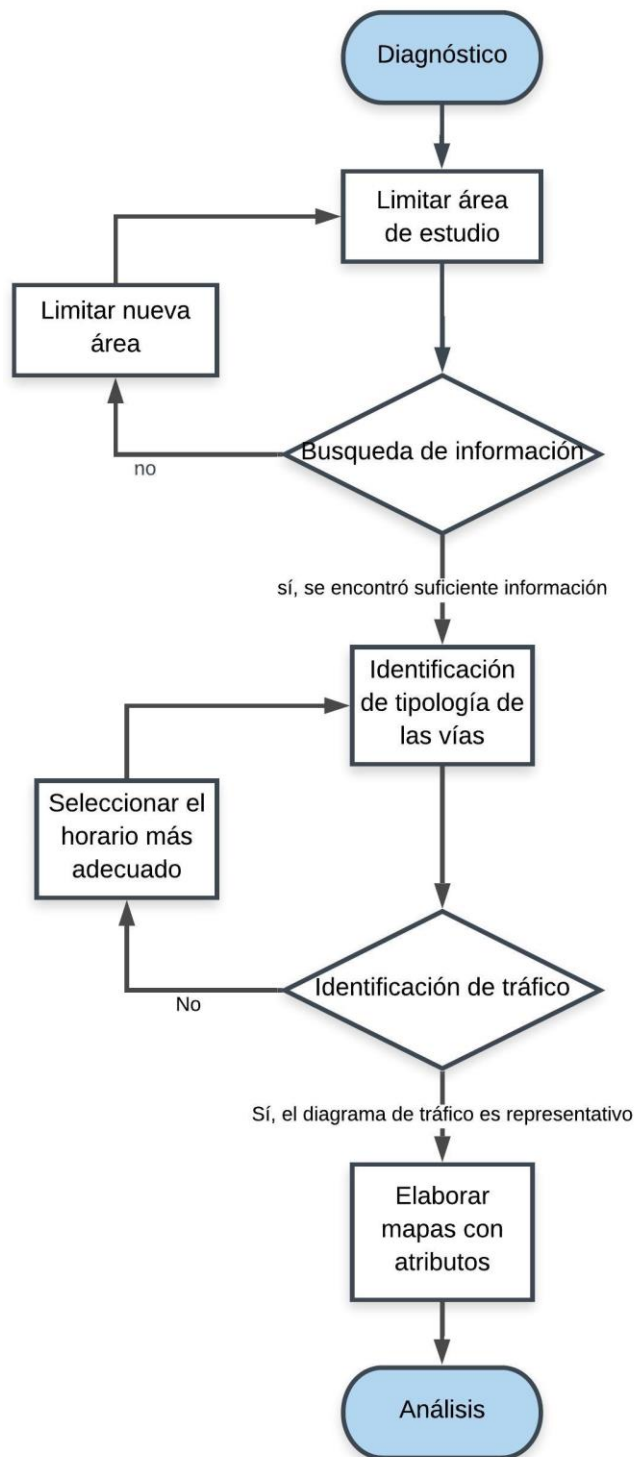 Diagnóstico
Limitar área
de estudio
Limitar nueva
área
Busqueda de información
no
sí, se encontró suficiente información
Identificación
de tipología de
las vías
Seleccionar el
horario más
adecuado
Identificación de tráfico
No
Sí, el diagrama de tráfico es representativo
Elaborar
mapas con
atributos
Análisis